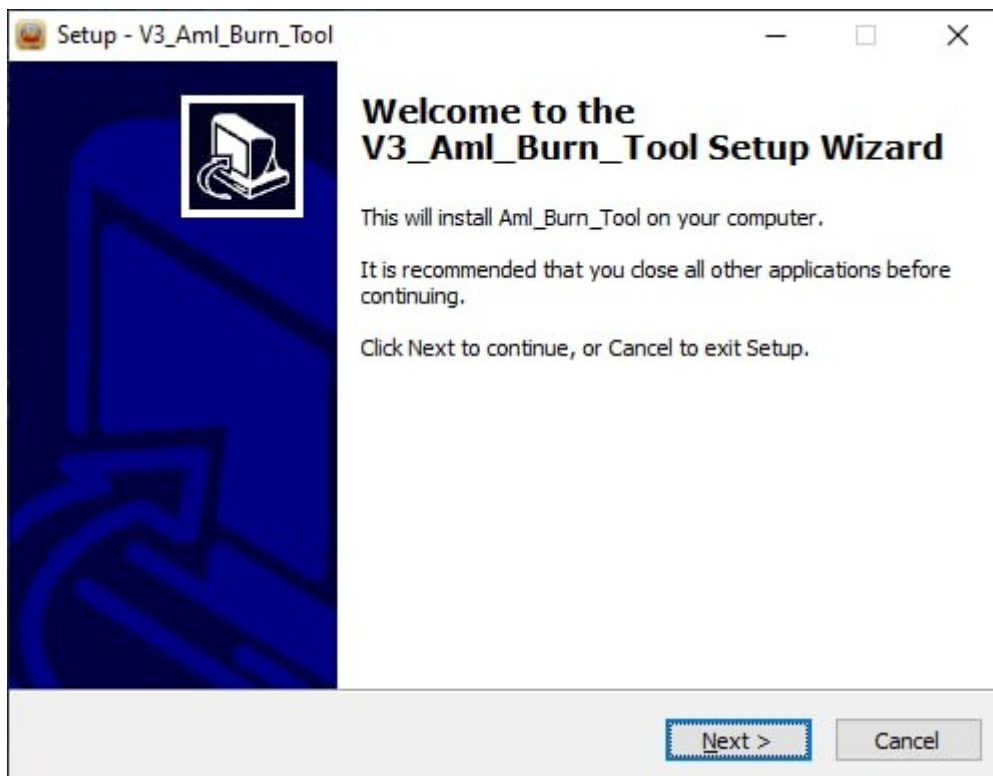 Setup - V3_Aml_Burn_Tool
Welcome to the
V3_Aml_Burn_Tool Setup Wizard
This will install Aml_Burn_Tool on your computer.
It is recommended that you close all other applications before
continuing.
Click Next to continue, or Cancel to exit Setup.
Next >
Cancel